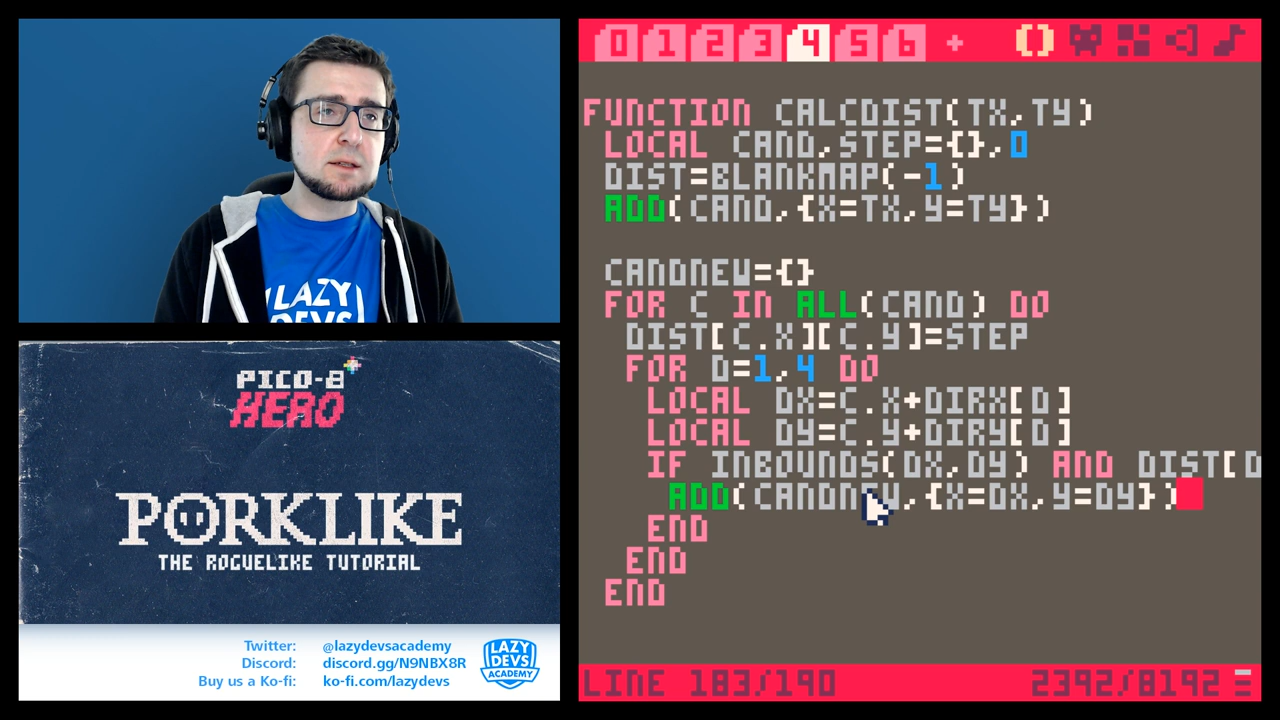 LAZY
DEVS
PICO-8
HERO
PORKLIKE
THE ROGUELIKE TUTORIAL
Twitter: @lazydevsacademy
Discord: discord.gg/N9NBX8R
Buy us a Ko-fi: ko-fi.com/lazydevs
LAZY
DEVS
ACADEMY
0 1 2 3 4 5 6 +
FUNCTION CALCDIST(TX,TY)
LOCAL CAND,STEP={},0
DIST=BLANKMAP(-1)
ADD(CAND,{X=TX,Y=TY})
CANDNEW={}
FOR C IN ALL(CAND) DO
DIST[C.X][C.Y]=STEP
FOR D=1,4 DO
LOCAL DX=C.X+DIRX[D]
LOCAL DY=C.Y+DIRY[D]
IF INBOUNDS(DX,DY) AND DIST[D
ADD(CANDNEW,{X=DX,Y=DY})
END
END
END
LINE 183/190 2392/8192